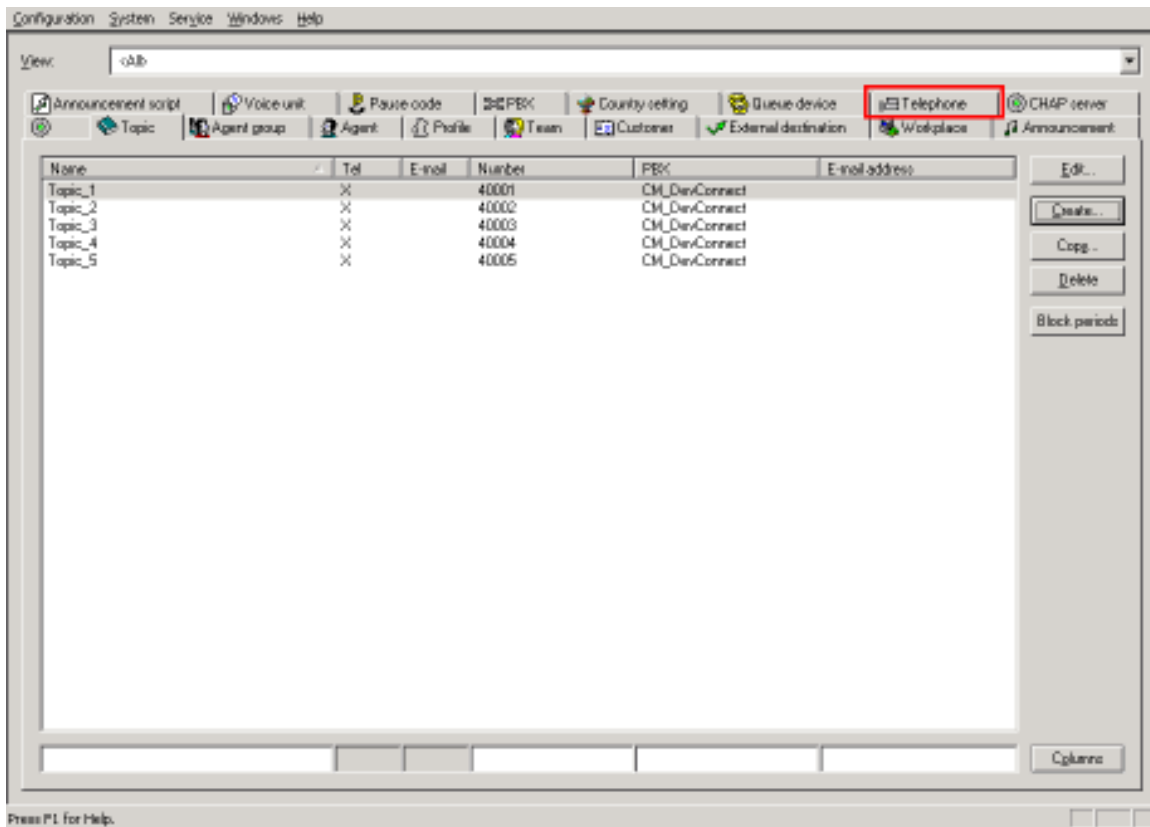 Configuration System Service Windows Help
View: <All>
Announcement script Voice unit Pause code PBX Country setting Queue device Telephone CHAP server
Topic Agent group Agent Profile Team Customer External destination Workplace Announcement
Name Tel E-mail Number PBX E-mail address
Edit...
Topic_1 X 40001 CM_DevConnect
Topic_2 X 40002 CM_DevConnect
Create...
Topic_3 X 40003 CM_DevConnect
Topic_4 X 40004 CM_DevConnect
Copy...
Topic_5 X 40005 CM_DevConnect
Delete
Block periods
Columns
Press F1 for Help.